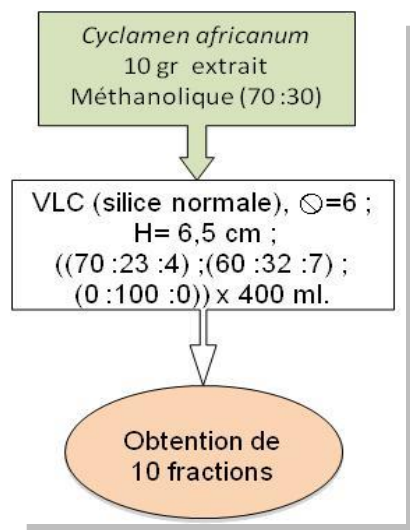 Cyclamen africanum
10 gr extrait
Méthanolique (70 :30)
VLC (silice normale), ⦸=6 ;
H= 6,5 cm ;
((70 :23 :4) ;(60 :32 :7) ;
(0 :100 :0)) x 400 ml.
Obtention de
10 fractions